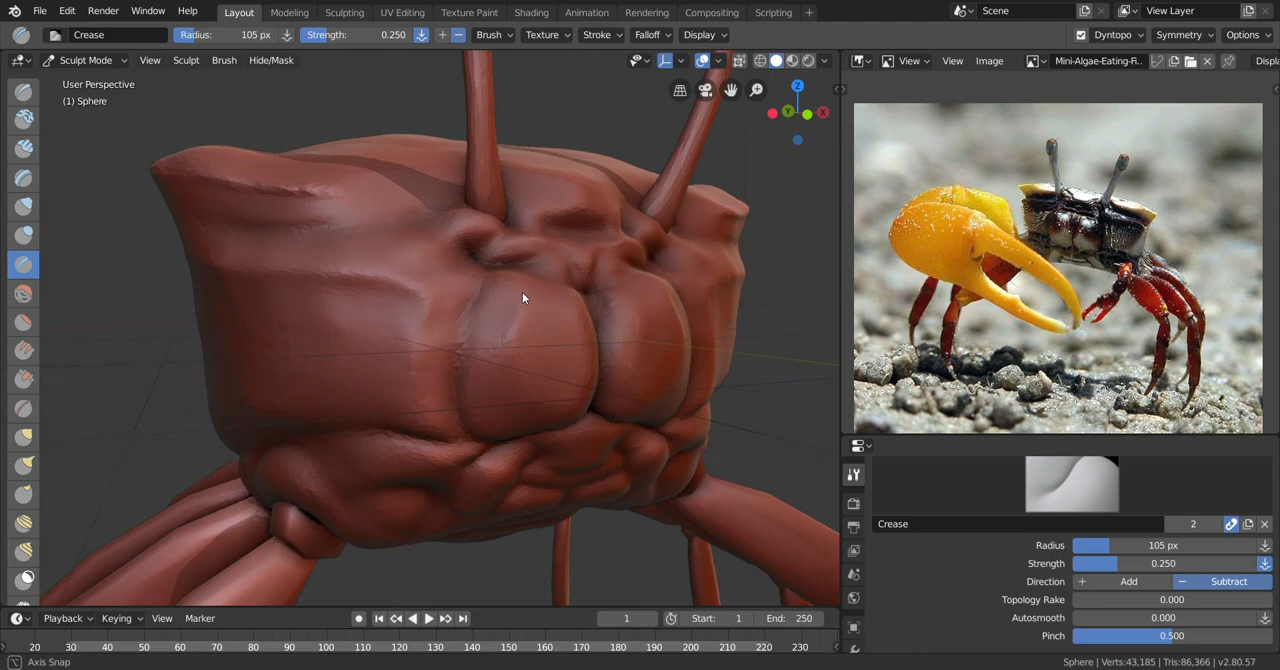 File Edit Render Window Help Layout Modeling Sculpting UV Editing Texture Paint Shading Animation Rendering Compositing Scripting + Scene View Layer
Crease Radius: 105 px Strength: 0.250 Brush Texture Stroke Falloff Display Dyntopo Symmetry Options
Sculpt Mode View Sculpt Brush Hide/Mask View View Image Mini-Algae-Eating-Fi.. Displa
User Perspective
(1) Sphere
Z
Y
X
Crease 2
Radius 105 px
Strength 0.250
Direction Add Subtract
Topology Rake 0.000
Autosmooth 0.000
Pinch 0.500
Playback Keying View Marker 1 Start: 1 End: 250
20 30 40 50 60 70 80 90 100 110 120 130 140 150 160 170 180 190 200 210 220 230
Axis Snap Sphere | Verts:43,185 | Tris:86,366 | v2.80.57